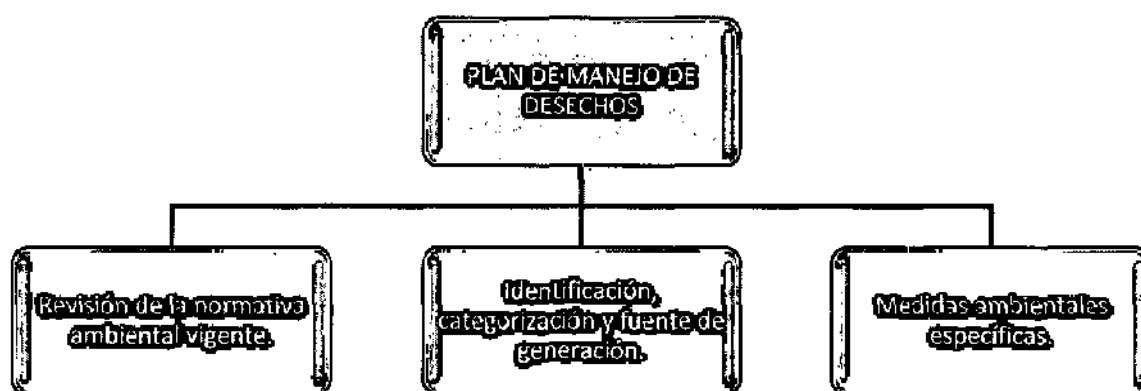 PLAN DE MANEJO DE
DESECHOS
Revisión de la normativa
ambiental vigente.
Identificación,
categorización y fuente de
generación.
Medidas ambientales
específicas.